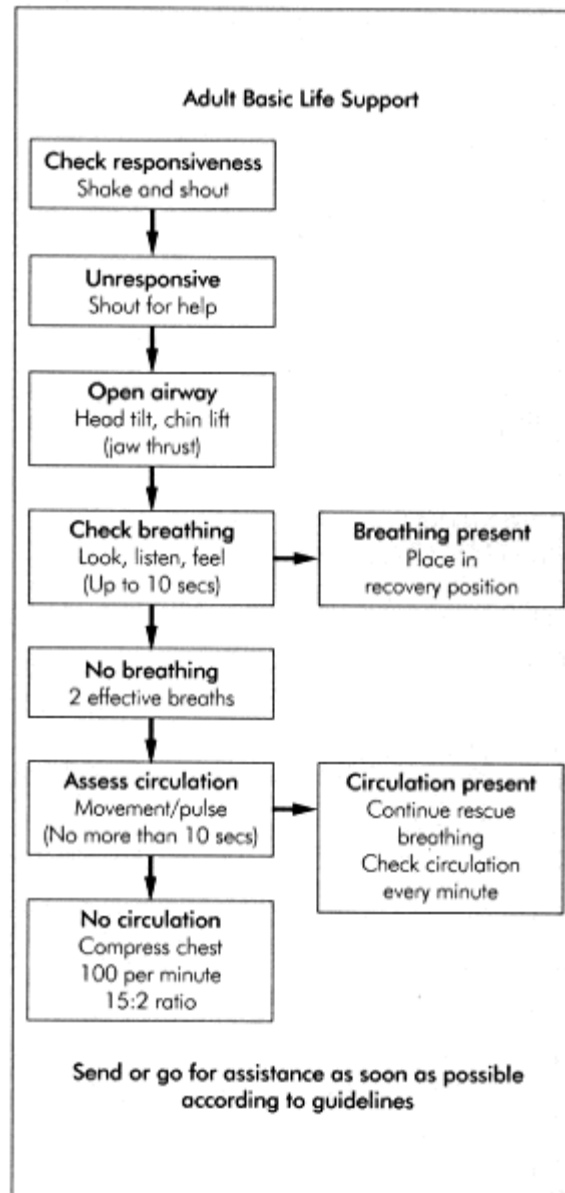 Adult Basic Life Support
Check responsiveness
Shake and shout
Unresponsive
Shout for help
Open airway
Head tilt, chin lift
(jaw thrust)
Check breathing
Look, listen, feel
(Up to 10 secs)
Breathing present
Place in
recovery position
No breathing
2 effective breaths
Assess circulation
Movement/pulse
(No more than 10 secs)
Circulation present
Continue rescue
breathing
Check circulation
every minute
No circulation
Compress chest
100 per minute
15:2 ratio
Send or go for assistance as soon as possible
according to guidelines